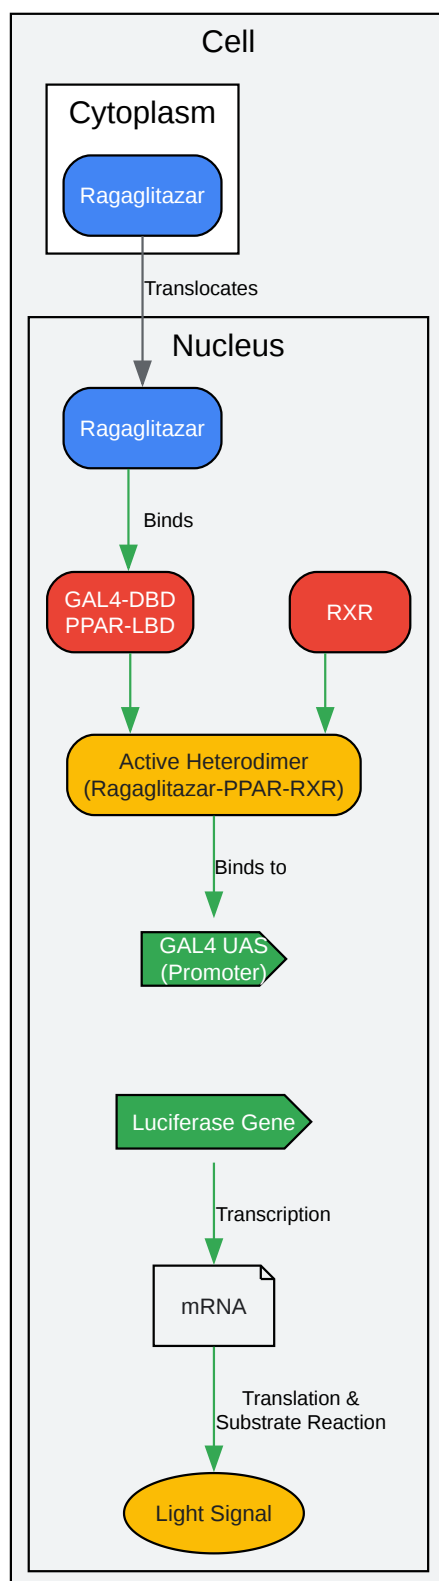 Cell
Cytoplasm
Ragaglitazar
Translocates
Nucleus
Ragaglitazar
Binds
GAL4-DBD
PPAR-LBD
RXR
Active Heterodimer
(Ragaglitazar-PPAR-RXR)
Binds to
GAL4 UAS
(Promoter)
Luciferase Gene
Transcription
mRNA
Translation &
Substrate Reaction
Light Signal